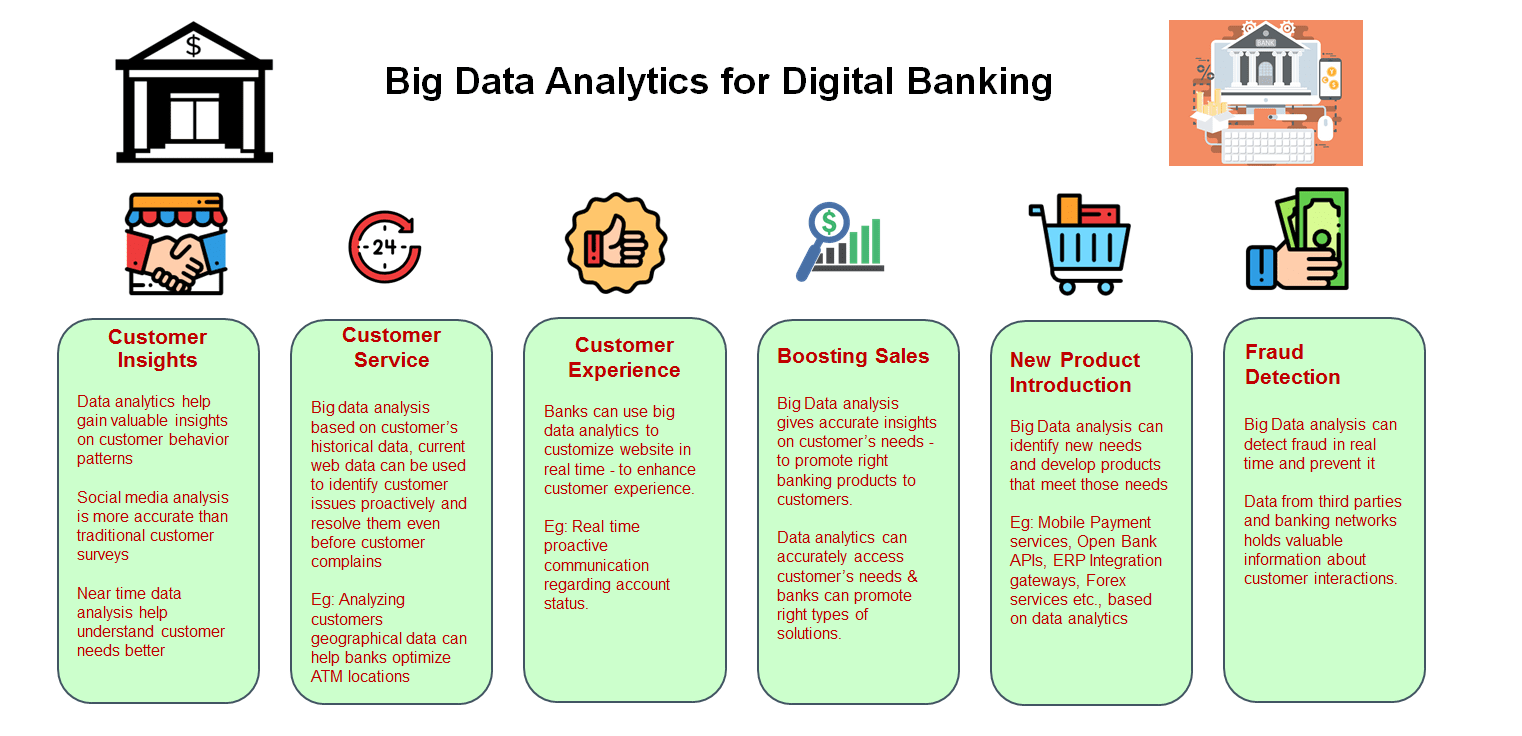 $
Big Data Analytics for Digital Banking
BANK
24
$
Customer
Insights
Data analytics help
gain valuable insights
on customer behavior
patterns
Social media analysis
is more accurate than
traditional customer
surveys
Near time data
analysis help
understand customer
needs better
Customer
Service
Big data analysis
based on customer's
historical data, current
web data can be used
to identify customer
issues proactively and
resolve them even
before customer
complains
Eg: Analyzing
customers
geographical data can
help banks optimize
ATM locations
Customer
Experience
Banks can use big
data analytics to
customize website in
real time - to enhance
customer experience.
Eg: Real time
proactive
communication
regarding account
status.
Boosting Sales
Big Data analysis
gives accurate insights
on customer's needs -
to promote right
banking products to
customers.
Data analytics can
accurately access
customer's needs &
banks can promote
right types of
solutions.
New Product
Introduction
Big Data analysis can
identify new needs
and develop products
that meet those needs
Eg: Mobile Payment
services, Open Bank
APIs, ERP Integration
gateways, Forex
services etc., based
on data analytics
Fraud
Detection
Big Data analysis can
detect fraud in real
time and prevent it
Data from third parties
and banking networks
holds valuable
information about
customer interactions.